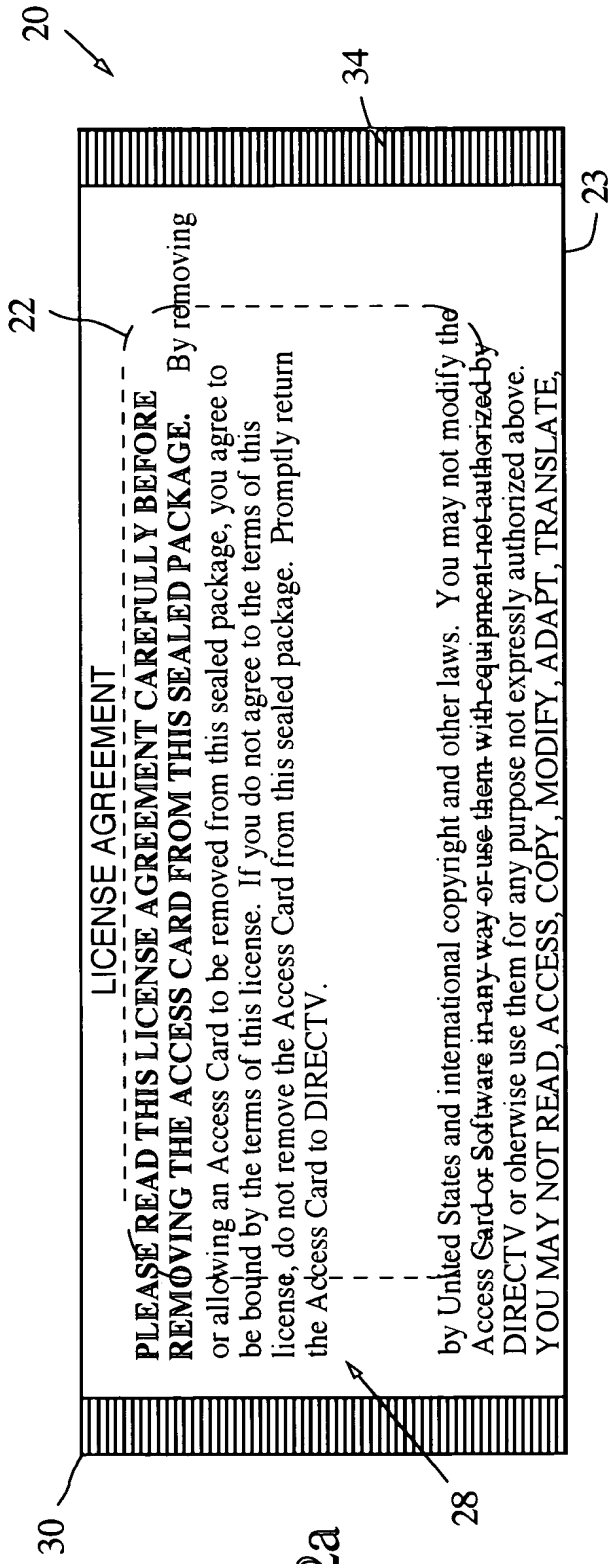 20
22
34
LICENSE AGREEMENT
PLEASE READ THIS LICENSE AGREEMENT CAREFULLY BEFORE
REMOVING THE ACCESS CARD FROM THIS SEALED PACKAGE. By removing
or allowing an Access Card to be removed from this sealed package, you agree to
be bound by the terms of this license. If you do not agree to the terms of this
license, do not remove the Access Card from this sealed package. Promptly return
the Access Card to DIRECTV.
by United States and international copyright and other laws. You may not modify the
Access Card or Software in any way or use them with equipment not authorized by
DIRECTV or oherwise use them for any purpose not expressly authorized above.
YOU MAY NOT READ, ACCESS, COPY, MODIFY, ADAPT, TRANSLATE,
30
28
23
2a